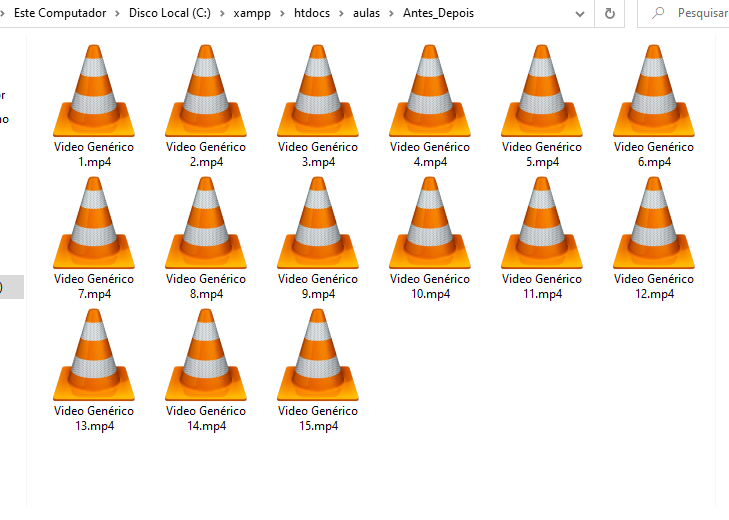 Este Computador > Disco Local (C:) > xampp > htdocs > aulas > Antes_Depois
Pesquisar
Video Genérico 1.mp4
Video Genérico 2.mp4
Video Genérico 3.mp4
Video Genérico 4.mp4
Video Genérico 5.mp4
Video Genérico 6.mp4
Video Genérico 7.mp4
Video Genérico 8.mp4
Video Genérico 9.mp4
Video Genérico 10.mp4
Video Genérico 11.mp4
Video Genérico 12.mp4
Video Genérico 13.mp4
Video Genérico 14.mp4
Video Genérico 15.mp4